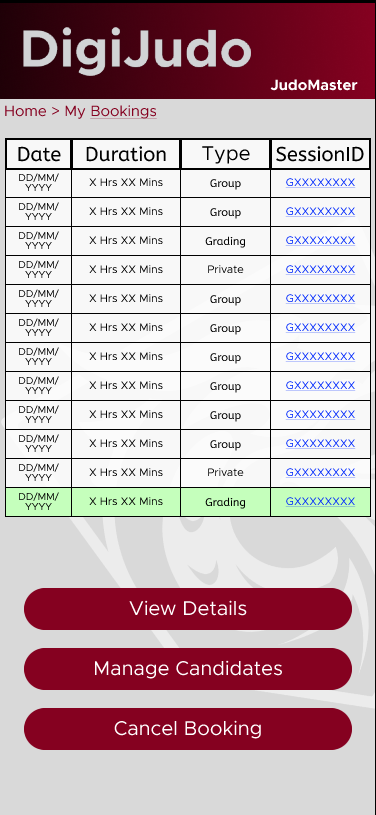 DigiJudo
JudoMaster
Home > My Bookings
Date Duration Type SessionID
DD/MM/
YYYY X Hrs XX Mins Group GXXXXXXXX
DD/MM/
YYYY X Hrs XX Mins Group GXXXXXXXX
DD/MM/
YYYY X Hrs XX Mins Grading GXXXXXXXX
DD/MM/
YYYY X Hrs XX Mins Private GXXXXXXXX
DD/MM/
YYYY X Hrs XX Mins Group GXXXXXXXX
DD/MM/
YYYY X Hrs XX Mins Group GXXXXXXXX
DD/MM/
YYYY X Hrs XX Mins Group GXXXXXXXX
DD/MM/
YYYY X Hrs XX Mins Group GXXXXXXXX
DD/MM/
YYYY X Hrs XX Mins Group GXXXXXXXX
DD/MM/
YYYY X Hrs XX Mins Group GXXXXXXXX
DD/MM/
YYYY X Hrs XX Mins Private GXXXXXXXX
DD/MM/
YYYY X Hrs XX Mins Grading GXXXXXXXX
View Details
Manage Candidates
Cancel Booking